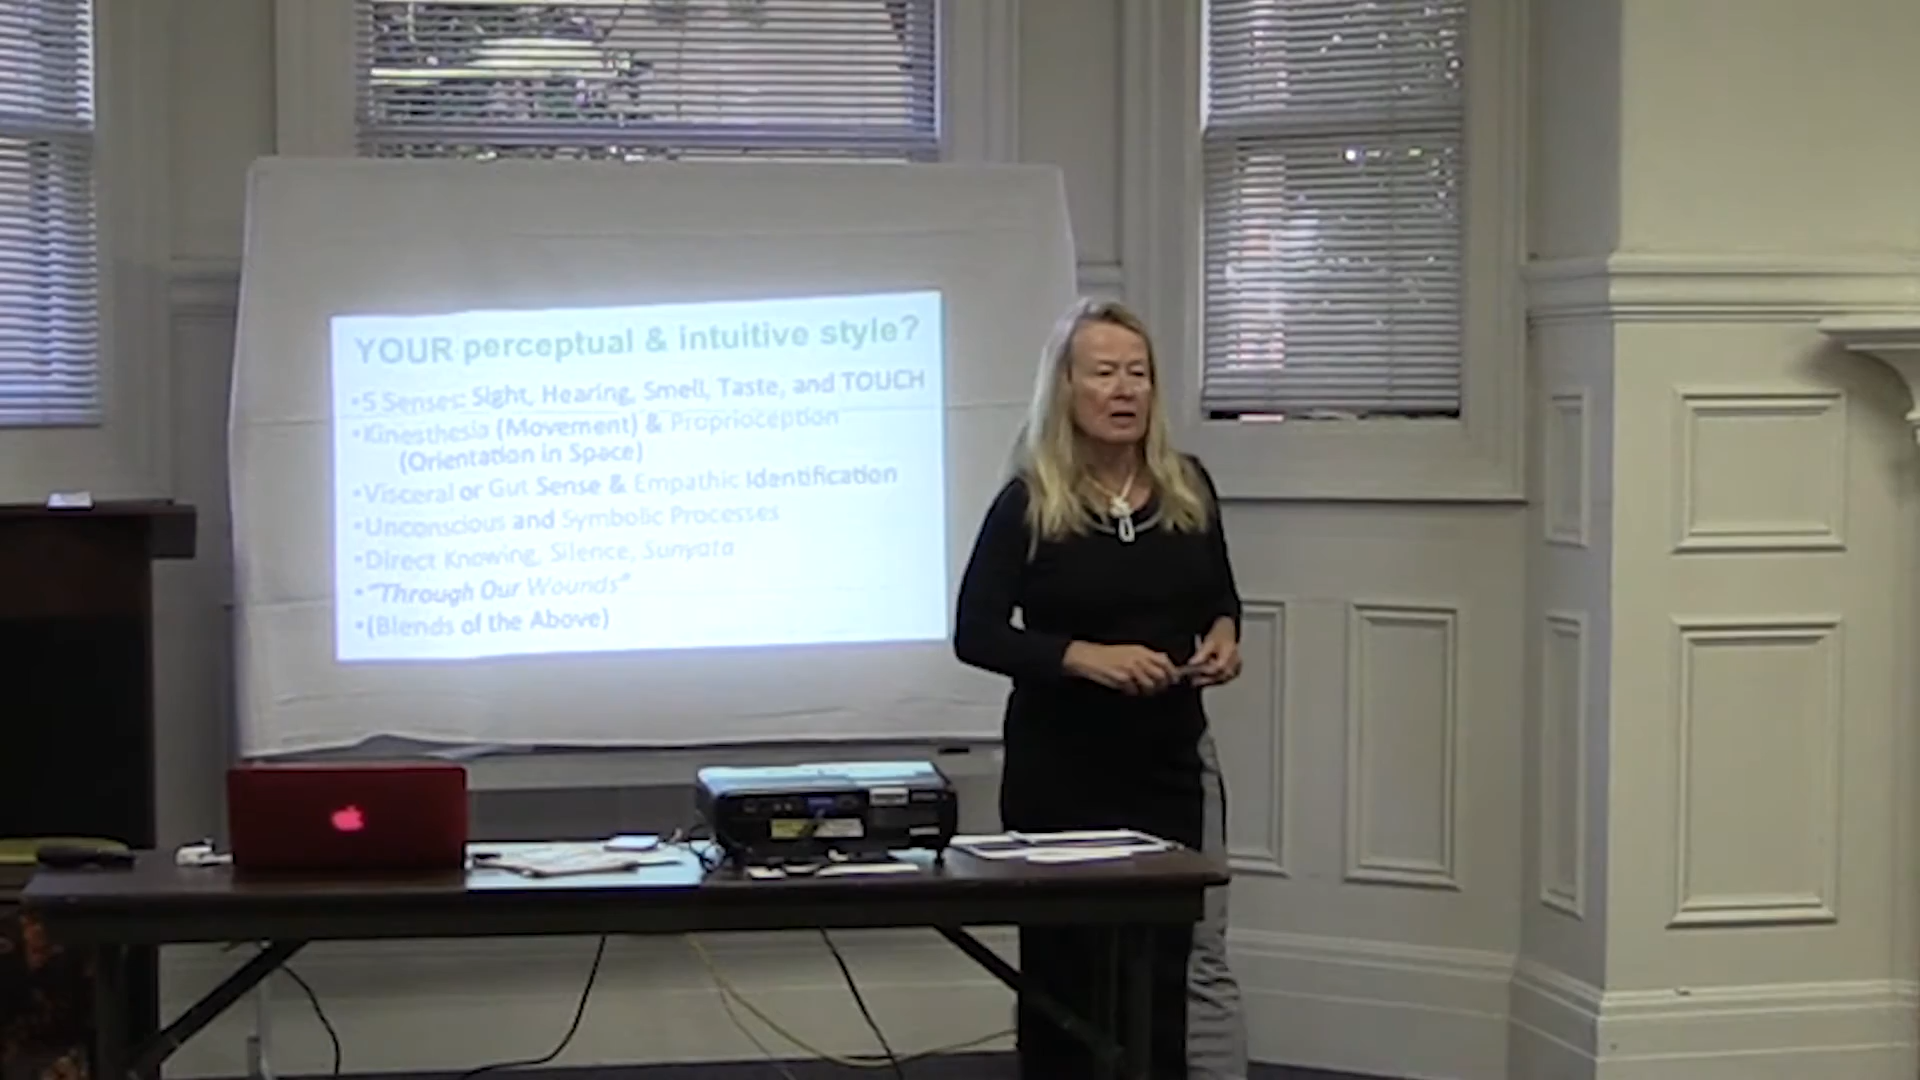 YOUR perceptual & intuitive style?
•5 Senses: Sight, Hearing, Smell, Taste, and TOUCH
•Kinesthesia (Movement) & Proprioception
(Orientation in Space)
•Visceral or Gut Sense & Empathic Identification
•Unconscious and Symbolic Processes
•Direct Knowing, Silence, Sunyata
•"Through Our Wounds"
•(Blends of the Above)